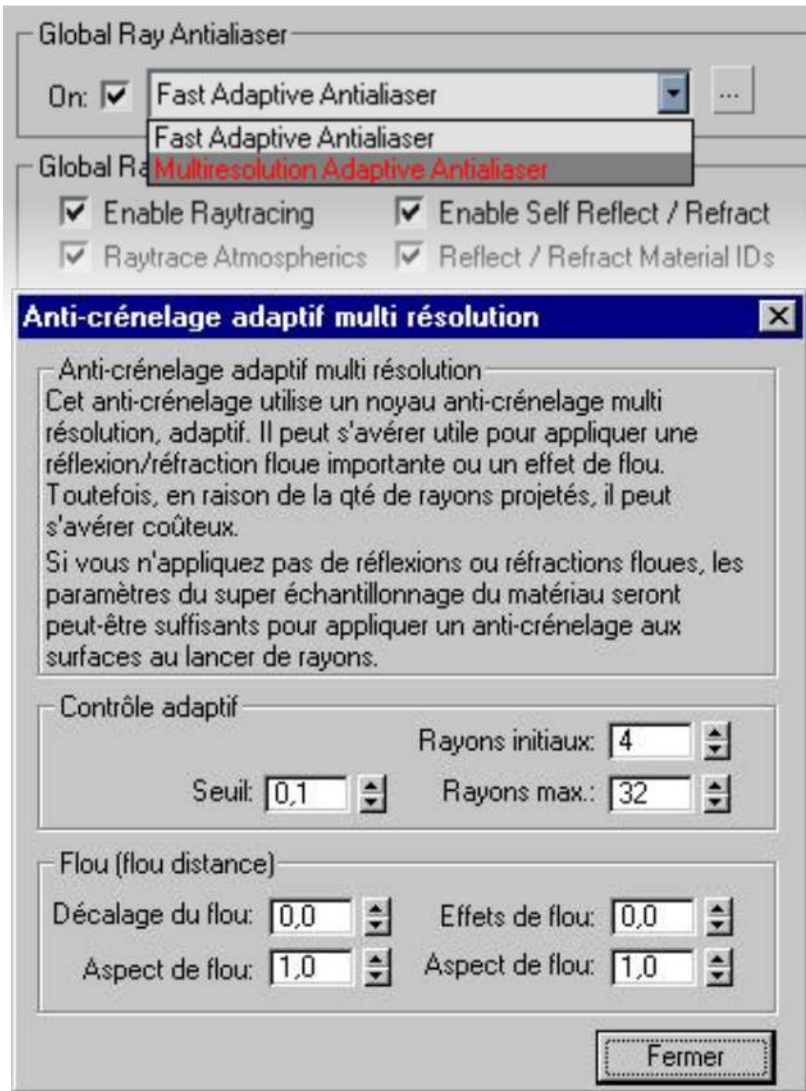 Global Ray Antialiaser
On: Fast Adaptive Antialiaser ...
Fast Adaptive Antialiaser
Global Ra Multiresolution Adaptive Antialiaser
Enable Raytracing Enable Self Reflect / Refract
Raytrace Atmospherics Reflect / Refract Material IDs
Anti-crénelage adaptif multi résolution
Anti-crénelage adaptif multi résolution
Cet anti-crénelage utilise un noyau anti-crénelage multi
résolution, adaptif. Il peut s'avérer utile pour appliquer une
réflexion/réfraction floue importante ou un effet de flou.
Toutefois, en raison de la qté de rayons projetés, il peut
s'avérer coûteux.
Si vous n'appliquez pas de réflexions ou réfractions floues, les
paramètres du super échantillonnage du matériau seront
peut-être suffisants pour appliquer un anti-crénelage aux
surfaces au lancer de rayons.
Contrôle adaptif
Rayons initiaux: 4
Seuil: 0,1 Rayons max.: 32
Flou (flou distance)
Décalage du flou: 0,0 Effets de flou: 0,0
Aspect de flou: 1,0 Aspect de flou: 1,0
Fermer